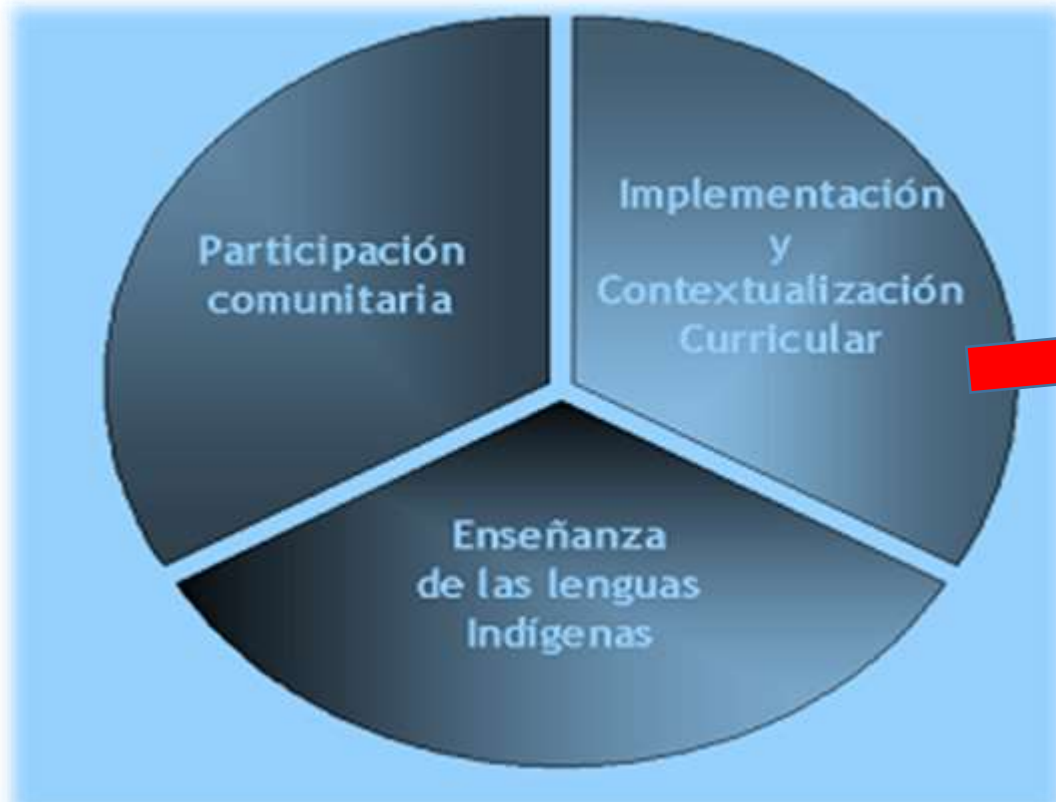 Participación
comunitaria
Implementación
y
Contextualización
Curricular
Enseñanza
de las lenguas
Indígenas